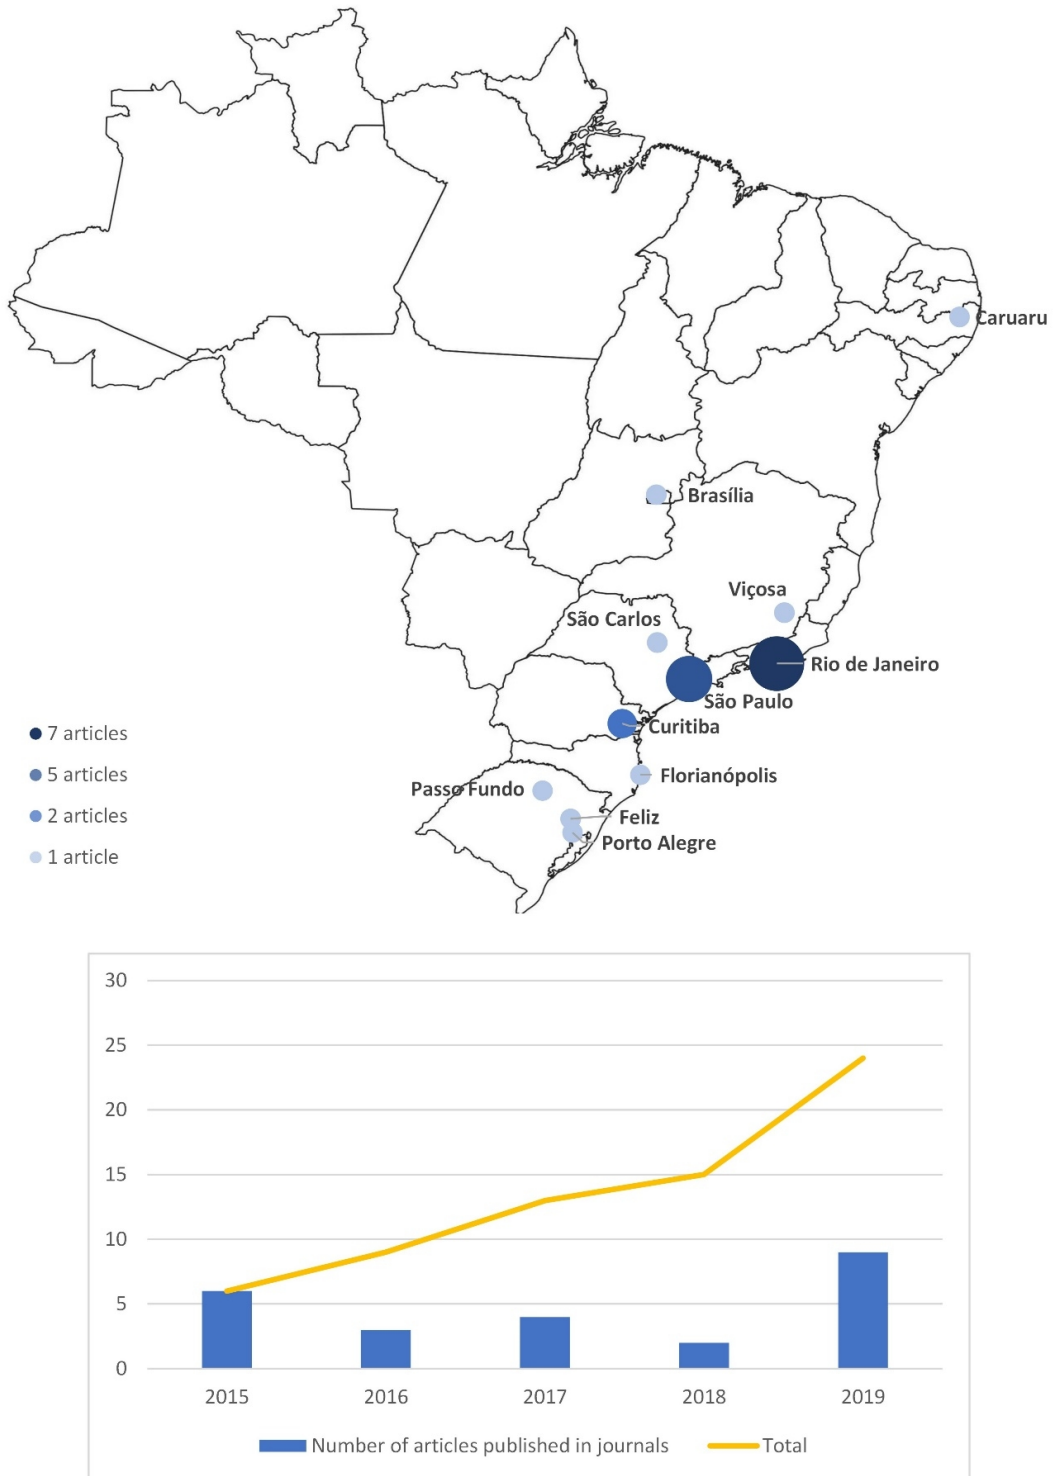 Caruaru
Brasília
Viçosa
São Carlos
Rio de Janeiro
São Paulo
Curitiba
Florianópolis
Passo Fundo
Feliz
Porto Alegre
7 articles
5 articles
2 articles
1 article
30
25
20
15
10
5
0
2015 2016 2017 2018 2019
Number of articles published in journals Total